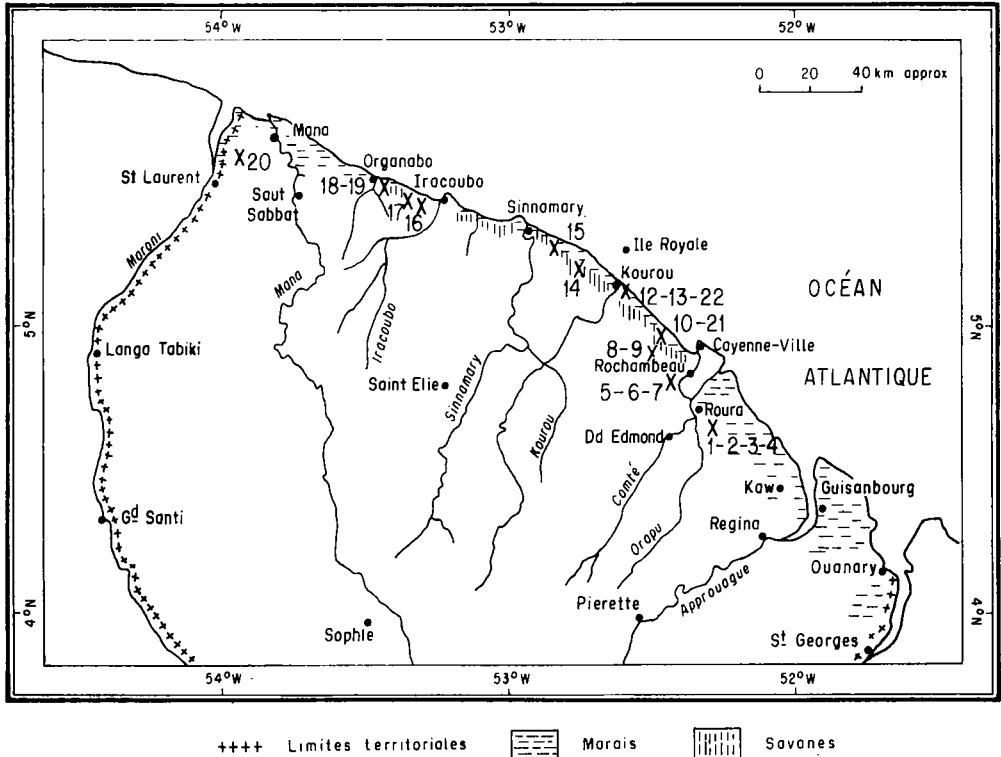 54°W
53°W
52°W
0 20 40 km approx
Mana
X 20
St Laurent
Organabo
18-19
Iracoubo
Saut
Sabbat
17
16
Sinnamary
15
14
Ile Royale
Kourou
12-13-22
OCÉAN
ATLANTIQUE
Maroni
Mana
Iracoubo
5°N
5°N
10-21
8-9
Cayenne-Ville
Rochambeau
5-6-7
Langa Tabiki
Saint Elie
Sinnamary
Kourou
Roura
1-2-3-4
Dd Edmond
Comté
Orapu
Kaw
Guisanbourg
Gd Santi
Regina
Approuague
Ouanary
Pierette
4°N
4°N
Sophie
St Georges
54°W
53°W
52°W
++++ Limites territoriales Marais Savanes